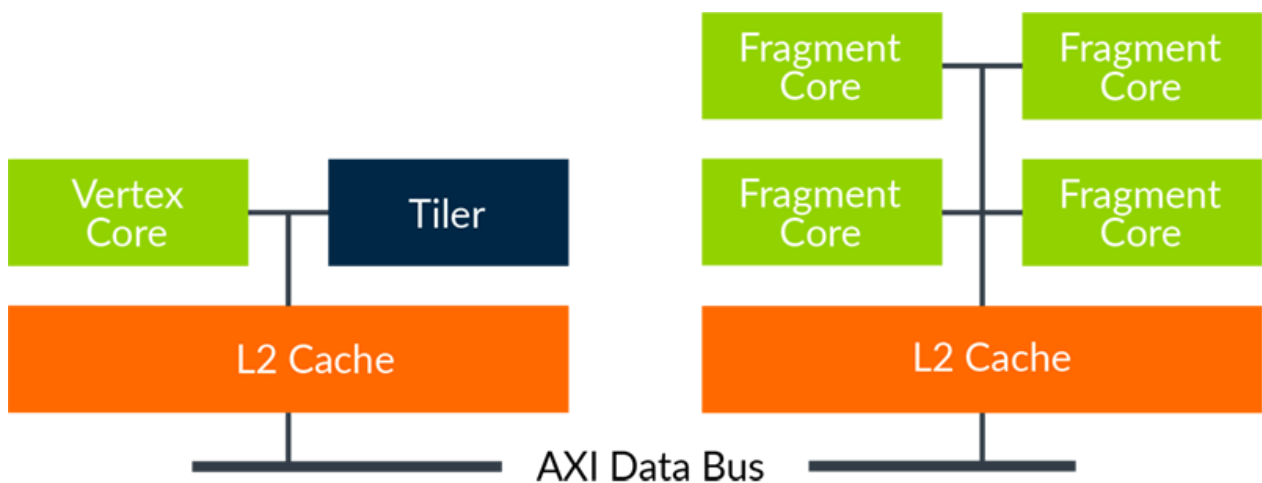 Fragment
Core
Fragment
Core
Vertex
Core
Tiler
Fragment
Core
Fragment
Core
L2 Cache
L2 Cache
AXI Data Bus